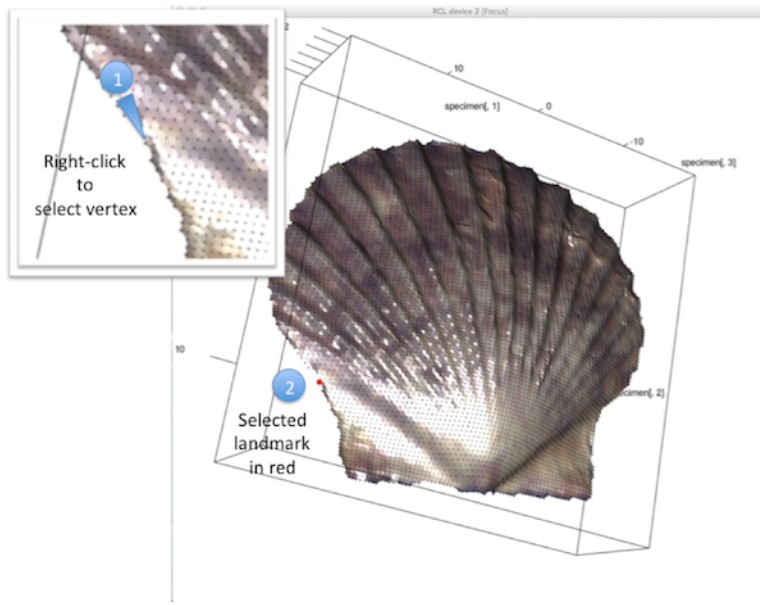 RGL device 2 [Focus]
2
10
specimen[, 1]
0
-10
specimen[, 3]
1
Right-click
to
select vertex
10
2
Selected
landmark
in red
specimen[, 2]